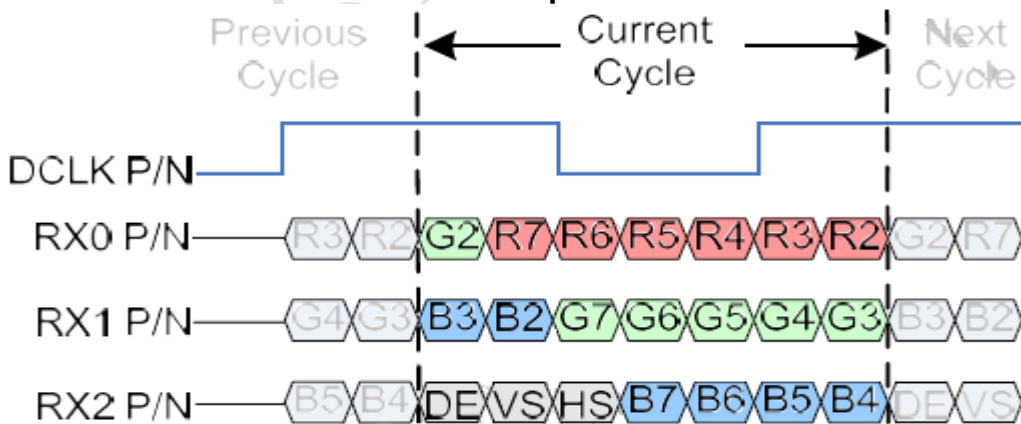 Previous Cycle
Current Cycle
Next Cycle
DCLK P/N
RX0 P/N R3 R2 G2 R7 R6 R5 R4 R3 R2 G2 R7
RX1 P/N G4 G3 B3 B2 G7 G6 G5 G4 G3 B3 B2
RX2 P/N B5 B4 DE VS HS B7 B6 B5 B4 DE VS